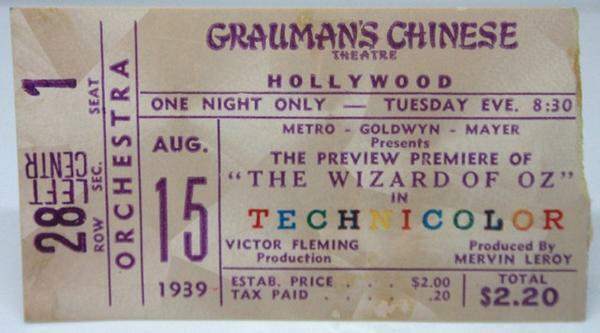 1
SEAT
LEFT
CENTR
SEC.
28
ROW
ORCHESTRA
GRAUMAN'S CHINESE
THEATRE
HOLLYWOOD
ONE NIGHT ONLY — TUESDAY EVE. 8:30
AUG.
15
1939
METRO - GOLDWYN - MAYER
Presents
THE PREVIEW PREMIERE OF
"THE WIZARD OF OZ"
IN
TECHNICOLOR
VICTOR FLEMING
Production
Produced By
MERVIN LEROY
ESTAB. PRICE . . . $2.00
TAX PAID . . . . .20
TOTAL
$2.20